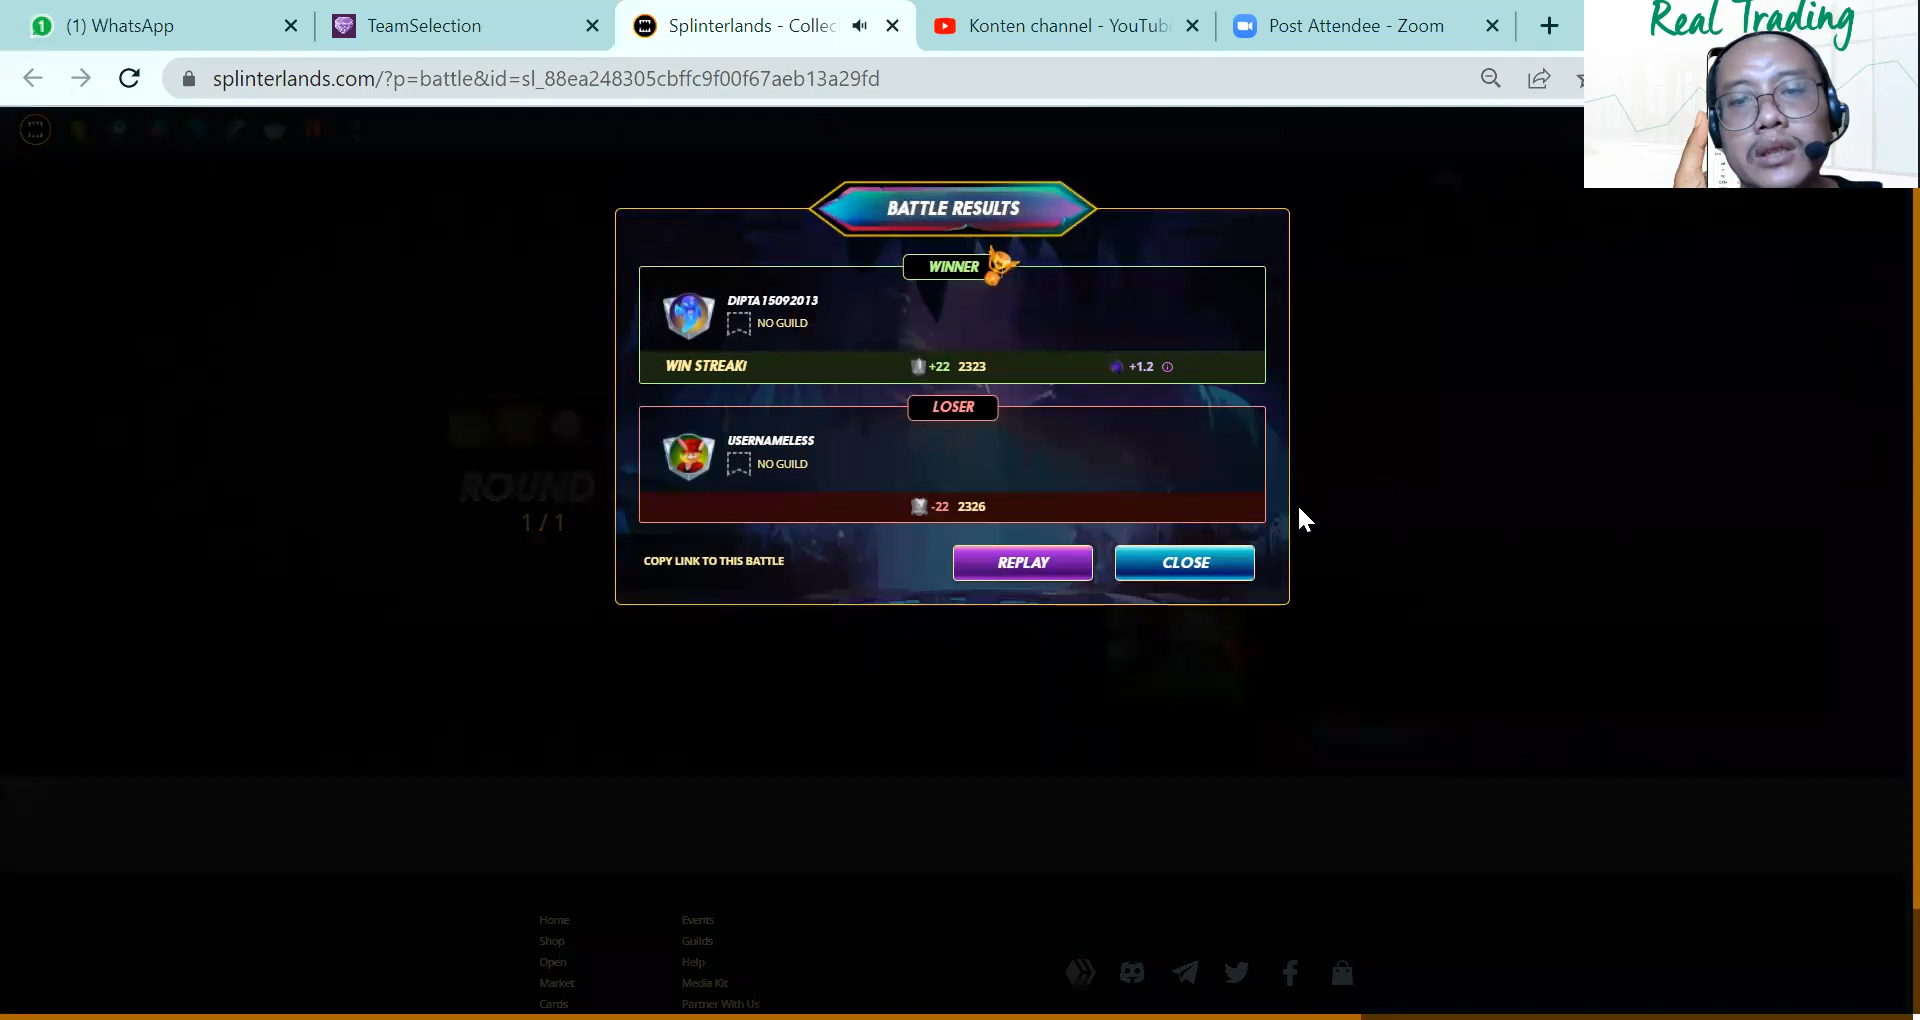 (1) WhatsApp
TeamSelection
Splinterlands - Collec
Konten channel - YouTube
Post Attendee - Zoom
splinterlands.com/?p=battle&id=sl_88ea248305cbffc9f00f67aeb13a29fd
Real Trading
BATTLE RESULTS
WINNER
DIPTA15092013
NO GUILD
WIN STREAK!
+22 2323
+1.2
LOSER
USERNAMELESS
NO GUILD
-22 2326
ROUND
1 / 1
COPY LINK TO THIS BATTLE
REPLAY
CLOSE
Home
Events
Shop
Guilds
Open
Help
Market
Media Kit
Cards
Partner With Us